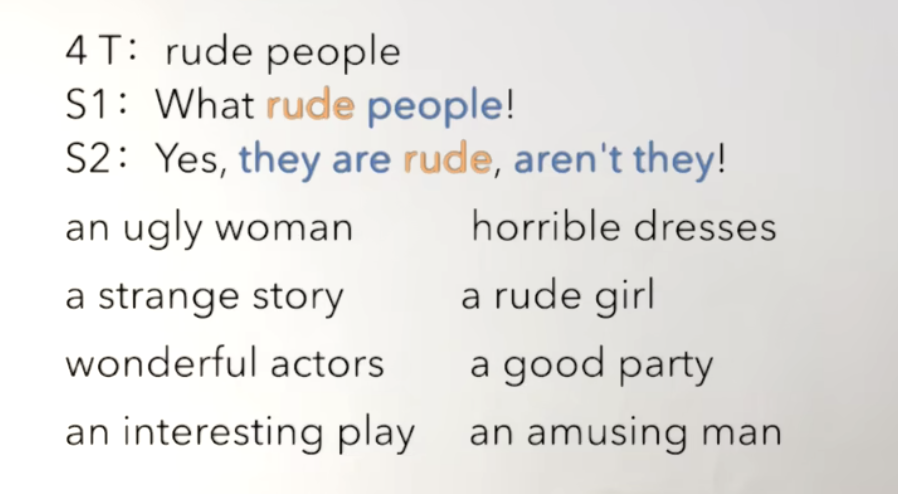 4 T: rude people
S1: What rude people!
S2: Yes, they are rude, aren't they!
an ugly woman horrible dresses
a strange story a rude girl
wonderful actors a good party
an interesting play an amusing man